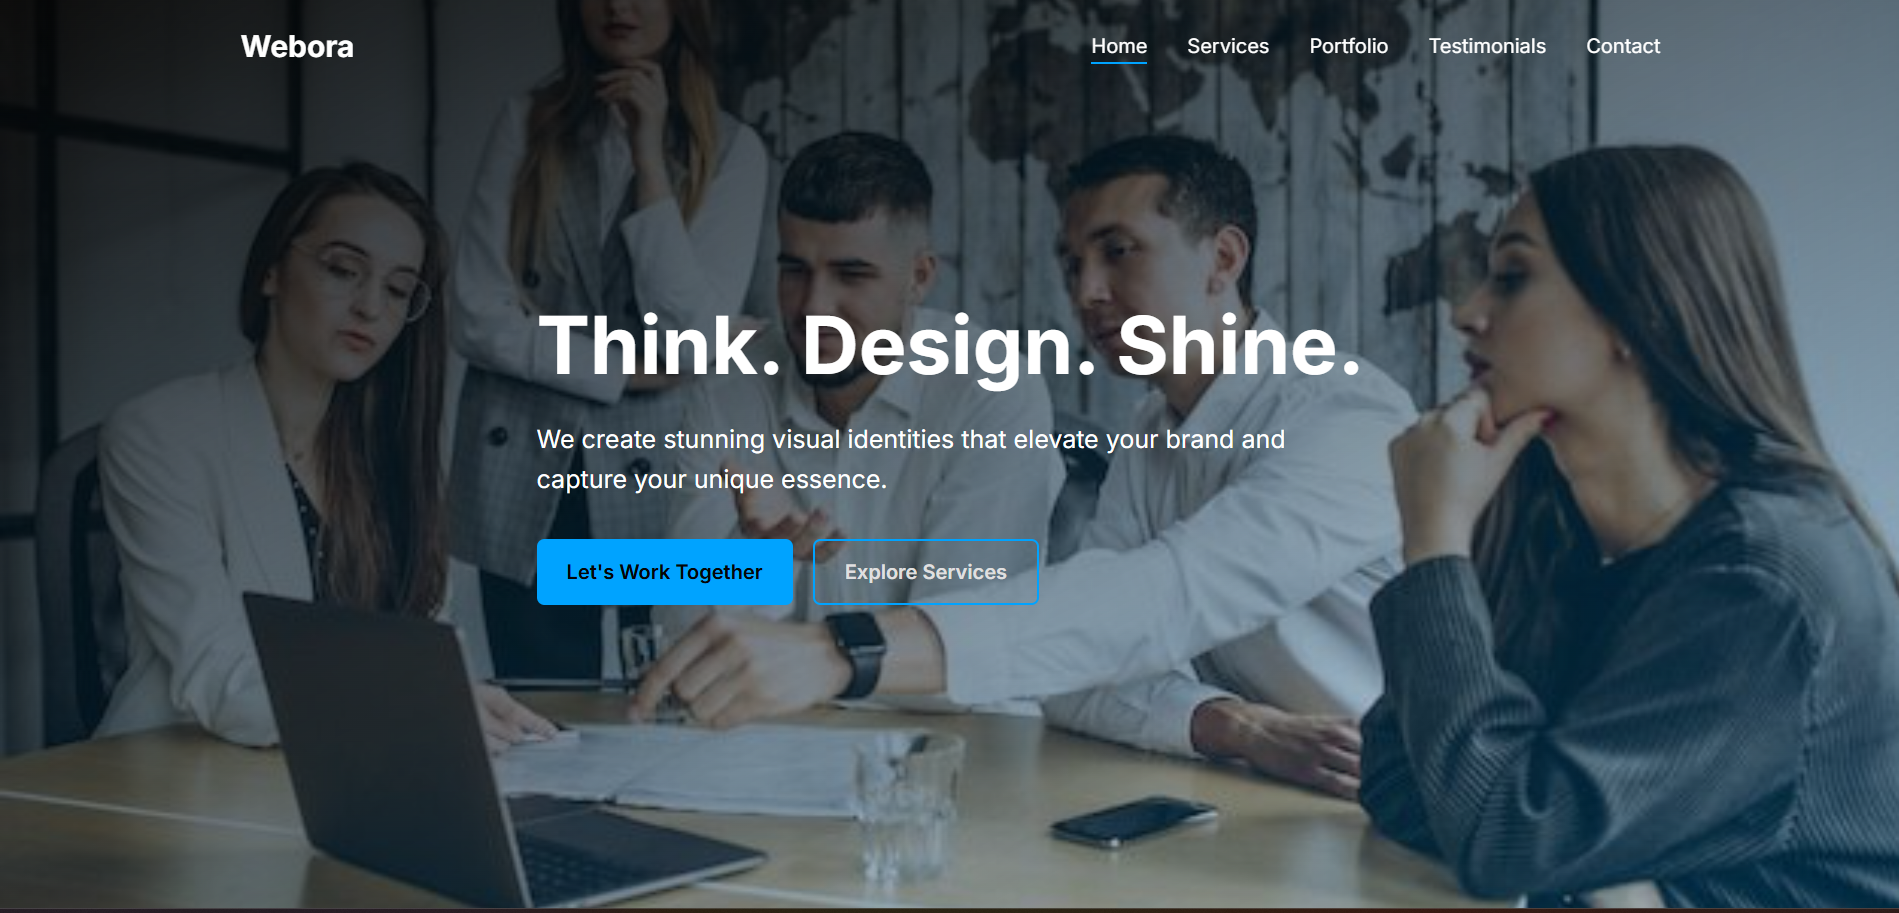 Webora
Home Services Portfolio Testimonials Contact
Think. Design. Shine.
We create stunning visual identities that elevate your brand and
capture your unique essence.
Let's Work Together Explore Services